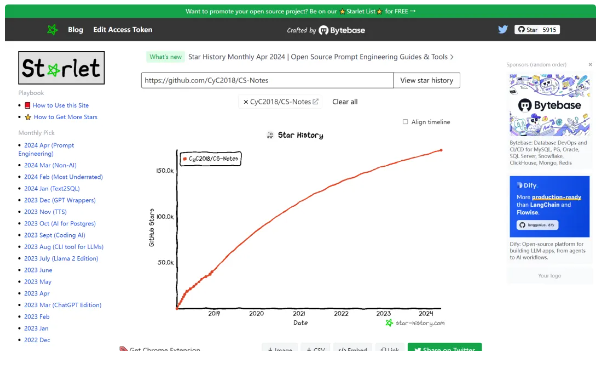 Want to promote your open source project? Be on our ⭐Starlet List⭐ for FREE →
Blog
Edit Access Token
Crafted by Bytebase
Star 5915
Starlet
Playbook
📕 How to Use this Site
⭐ How to Get More Stars
Monthly Pick
2024 Apr (Prompt
Engineering)
2024 Mar (Non-AI)
2024 Feb (Most Underrated)
2024 Jan (Text2SQL)
2023 Dec (GPT Wrappers)
2023 Nov (TTS)
2023 Oct (AI for Postgres)
2023 Sept (Coding AI)
2023 Aug (CLI tool for LLMs)
2023 July (Llama 2 Edition)
2023 June
2023 May
2023 Apr
2023 Mar (ChatGPT Edition)
2023 Feb
2023 Jan
2022 Dec
What's new
Star History Monthly Apr 2024 | Open Source Prompt Engineering Guides & Tools
https://github.com/CyC2018/CS-Notes
View star history
× CyC2018/CS-Notes
Clear all
Align timeline
Star History
CyC2018/CS-Notes
150.0k
100.0k
50.0k
GitHub Stars
2019
2020
2021
2022
2023
2024
Date
star-history.com
Get Chrome Extension
Image
CSV
</> Embed
Link
Share on Twitter
Sponsors (random order)
Bytebase
Bytebase: Database DevOps and
CI/CD for MySQL, PG, Oracle,
SQL Server, Snowflake,
ClickHouse, Mongo, Redis
Dify.
More production-ready
than LangChain and
Flowise.
langgenius/dify
Dify: Open-source platform for
building LLM apps, from agents
to AI workflows.
Your logo